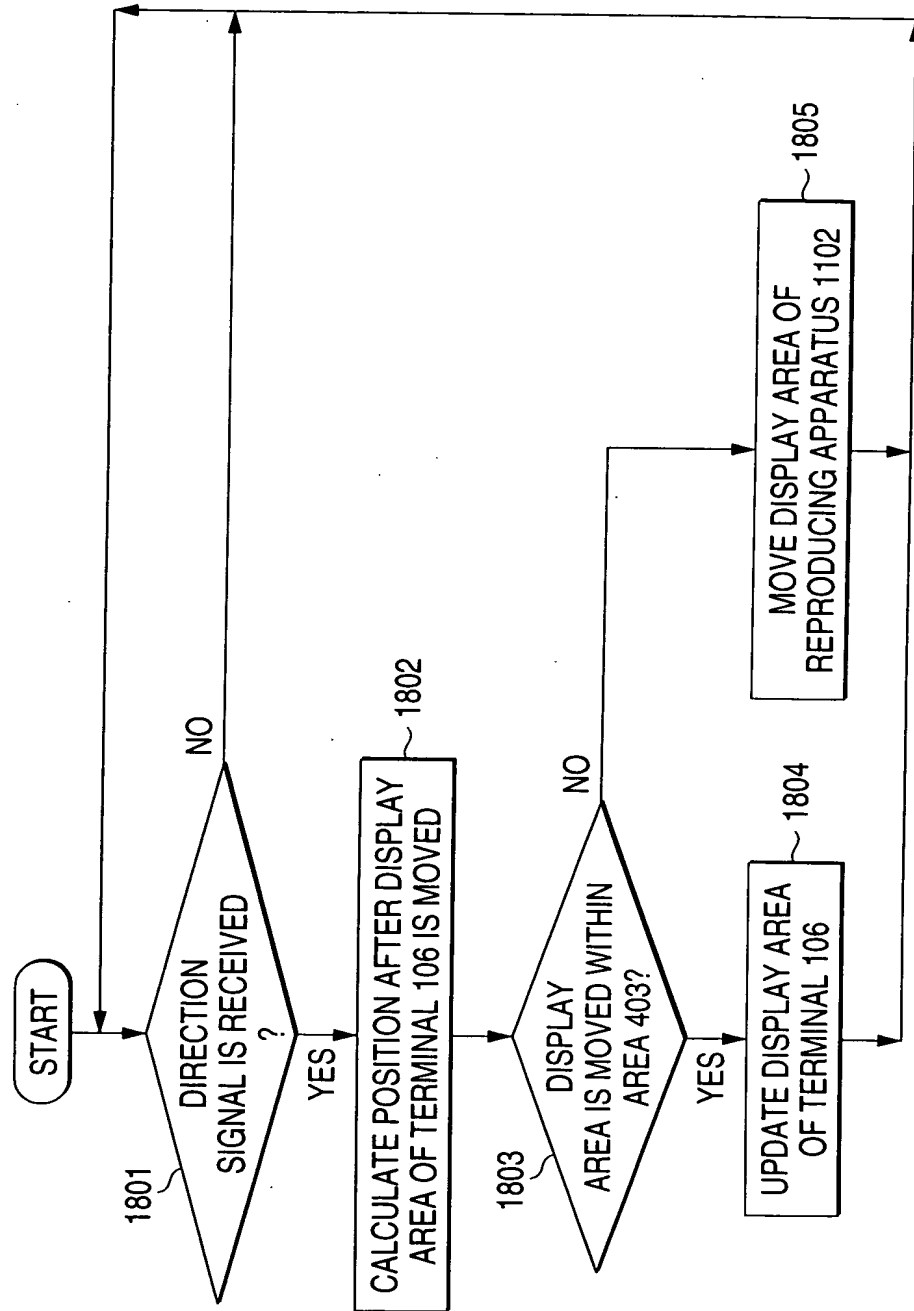 START
1801
DIRECTION
SIGNAL IS RECEIVED
?
NO
YES
1802
CALCULATE POSITION AFTER DISPLAY
AREA OF TERMINAL 106 IS MOVED
1803
DISPLAY
AREA IS MOVED WITHIN
AREA 403?
NO
YES
1804
UPDATE DISPLAY AREA
OF TERMINAL 106
1805
MOVE DISPLAY AREA OF
REPRODUCING APPARATUS 1102